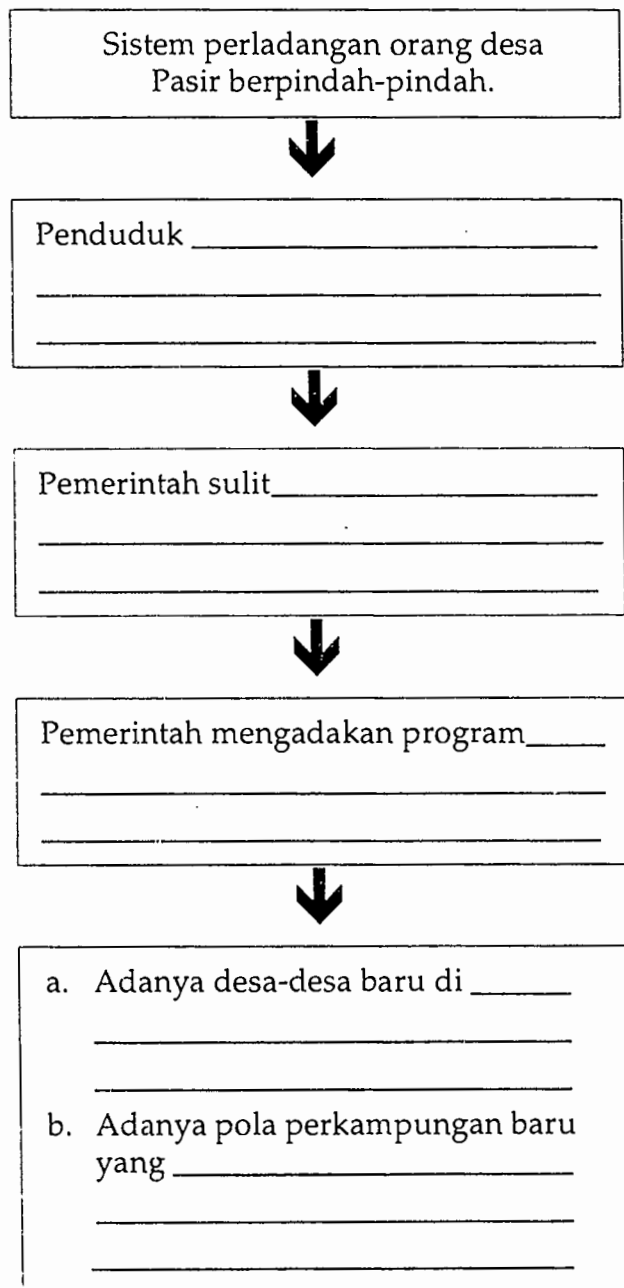 Sistem perladangan orang desa
Pasir berpindah-pindah.
Penduduk
Pemerintah sulit
Pemerintah mengadakan program
a. Adanya desa-desa baru di
b. Adanya pola perkampungan baru
yang